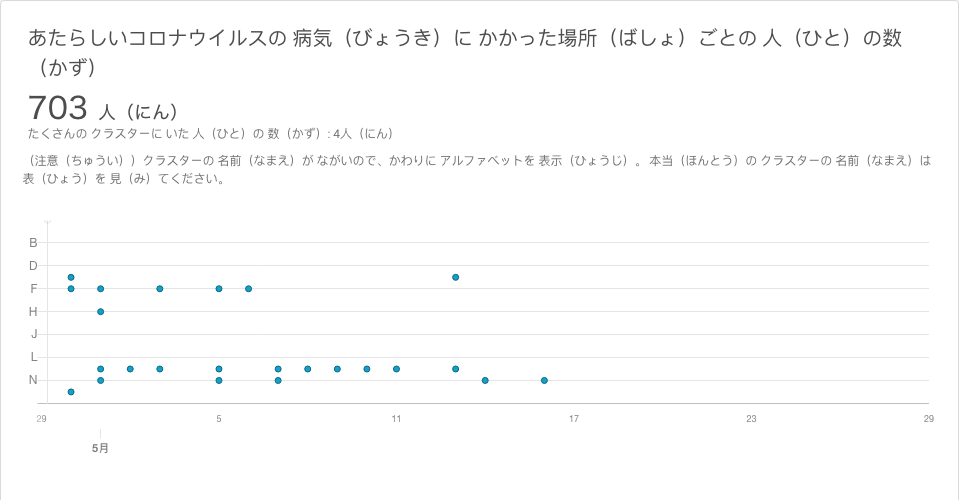 あたらしいコロナウイルスの 病気（びょうき）に かかった場所（ばしょ）ごとの 人（ひと）の数
（かず）
703 人（にん）
たくさんの クラスターに いた 人（ひと）の 数（かず）: 4人（にん）
（注意（ちゅうい））クラスターの 名前（なまえ）が ながいので、かわりに アルファベットを 表示（ひょうじ）。 本当（ほんとう）の クラスターの 名前（なまえ）は
表（ひょう）を 見（み）てください。
B
D
F
H
J
L
N
29 5 11 17 23 29
5月